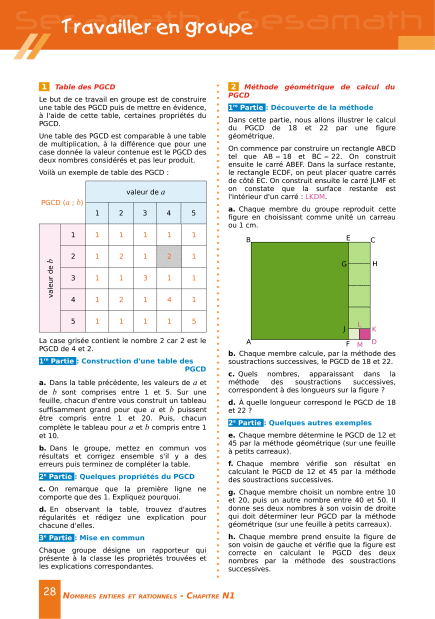 Sesamath Sesamath
Travailler en groupe
1 Table des PGCD
Le but de ce travail en groupe est de construire
une table des PGCD puis de mettre en évidence,
à l'aide de cette table, certaines propriétés du
PGCD.
Une table des PGCD est comparable à une table
de multiplication, à la différence que pour une
case donnée la valeur contenue est le PGCD des
deux nombres considérés et pas leur produit.
Voilà un exemple de table des PGCD :
PGCD (a ; b)
valeur de a
1 2 3 4 5
valeur de b
1 1 1 1 1 1
2 1 2 1 2 1
3 1 1 3 1 1
4 1 2 1 4 1
5 1 1 1 1 5
La case grisée contient le nombre 2 car 2 est le
PGCD de 4 et 2.
1re Partie : Construction d'une table des
PGCD
a. Dans la table précédente, les valeurs de a et
de b sont comprises entre 1 et 5. Sur une
feuille, chacun d'entre vous construit un tableau
suffisamment grand pour que a et b puissent
être compris entre 1 et 20. Puis, chacun
complète le tableau pour a et b compris entre 1
et 10.
b. Dans le groupe, mettez en commun vos
résultats et corrigez ensemble s'il y a des
erreurs puis terminez de compléter la table.
2e Partie : Quelques propriétés du PGCD
c. On remarque que la première ligne ne
comporte que des 1. Expliquez pourquoi.
d. En observant la table, trouvez d'autres
régularités et rédigez une explication pour
chacune d'elles.
3e Partie : Mise en commun
Chaque groupe désigne un rapporteur qui
présente à la classe les propriétés trouvées et
les explications correspondantes.
2 Méthode géométrique de calcul du
PGCD
1re Partie : Découverte de la méthode
Dans cette partie, nous allons illustrer le calcul
du PGCD de 18 et 22 par une figure
géométrique.
On commence par construire un rectangle ABCD
tel que AB = 18 et BC = 22. On construit
ensuite le carré ABEF. Dans la surface restante,
le rectangle ECDF, on peut placer quatre carrés
de côté EC. On construit ensuite le carré JLMF et
on constate que la surface restante est
l'intérieur d'un carré : LKDM.
a. Chaque membre du groupe reproduit cette
figure en choisissant comme unité un carreau
ou 1 cm.
B E C
G H
L
J K
A F M D
b. Chaque membre calcule, par la méthode des
soustractions successives, le PGCD de 18 et 22.
c. Quels nombres, apparaissant dans la
méthode des soustractions successives,
correspondent à des longueurs sur la figure ?
d. À quelle longueur correspond le PGCD de 18
et 22 ?
2e Partie : Quelques autres exemples
e. Chaque membre détermine le PGCD de 12 et
45 par la méthode géométrique (sur une feuille
à petits carreaux).
f. Chaque membre vérifie son résultat en
calculant le PGCD de 12 et 45 par la méthode
des soustractions successives.
g. Chaque membre choisit un nombre entre 10
et 20, puis un autre nombre entre 40 et 50. Il
donne ses deux nombres à son voisin de droite
qui doit déterminer leur PGCD par la méthode
géométrique (sur une feuille à petits carreaux).
h. Chaque membre prend ensuite la figure de
son voisin de gauche et vérifie que la figure est
correcte en calculant le PGCD des deux
nombres par la méthode des soustractions
successives.
28 NOMBRES ENTIERS ET RATIONNELS - CHAPITRE N1